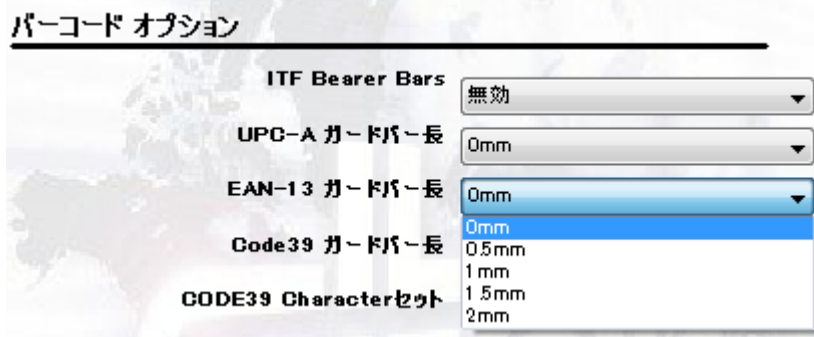 バーコード オプション
ITF Bearer Bars 無効
UPC-A ガードバー長 0mm
EAN-13 ガードバー長 0mm
0mm
Code39 ガードバー長 0.5mm
1mm
1.5mm
CODE39 Characterセット 2mm